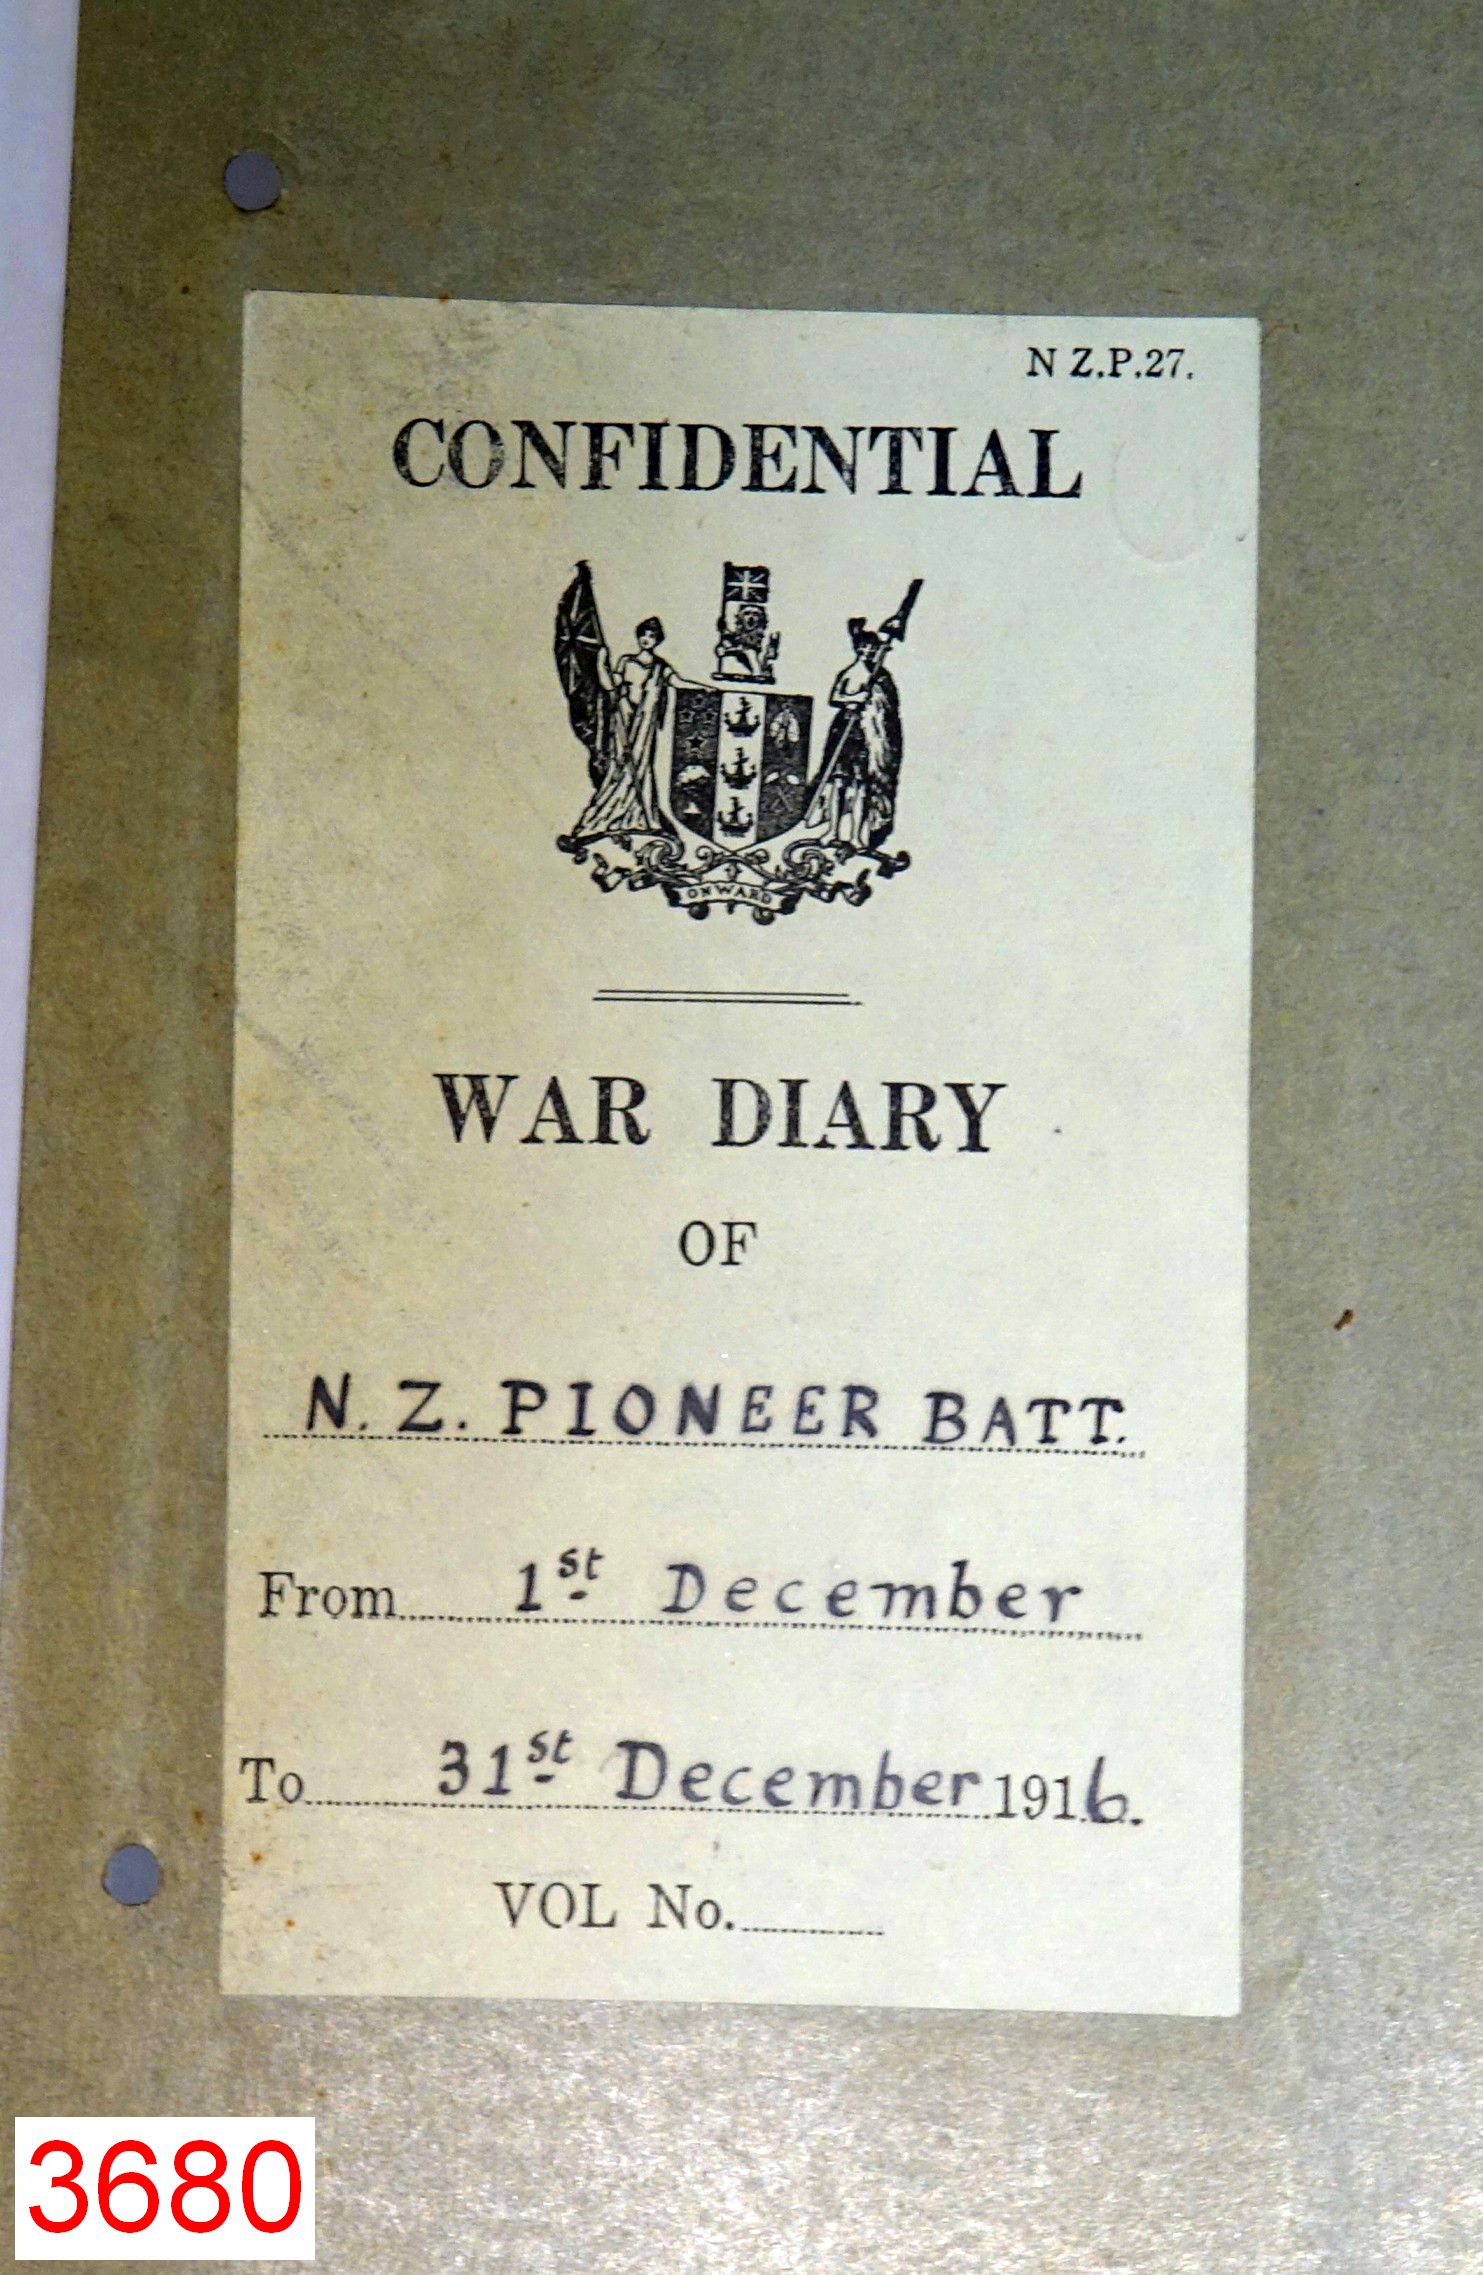 N Z.P.27.
CONFIDENTIAL
ONWARD
WAR DIARY
OF
N. Z. PIONEER BATT.
From 1st December
To 31st December 1916.
VOL No.
3680